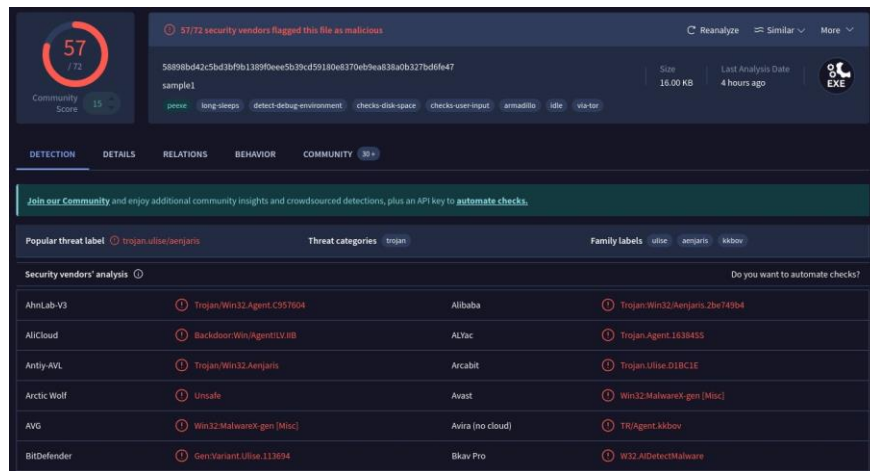 57
/ 72
Community
Score
15
57/72 security vendors flagged this file as malicious
Reanalyze Similar More
58898bd42c5bd3bf9b1389f0eee5b39cd59180e8370eb9ea838a0b327bd6fe47
sample1
peexe long-sleeps detect-debug-environment checks-disk-space checks-user-input armadillo idle via-tor
Size
16.00 KB
Last Analysis Date
4 hours ago
EXE
DETECTION DETAILS RELATIONS BEHAVIOR COMMUNITY 30+
Join our Community and enjoy additional community insights and crowdsourced detections, plus an API key to automate checks.
Popular threat label trojan.ulise/aenjaris Threat categories trojan Family labels ulise aenjaris kkbov
Security vendors' analysis Do you want to automate checks?
AhnLab-V3 Trojan/Win32.Agent.C957604 Alibaba Trojan:Win32/Aenjaris.2be749b4
AliCloud Backdoor:Win/Agent!LV.IIB ALYac Trojan.Agent.16384SS
Antiy-AVL Trojan/Win32.Aenjaris Arcabit Trojan.Ulise.D1BC1E
Arctic Wolf Unsafe Avast Win32:MalwareX-gen [Misc]
AVG Win32:MalwareX-gen [Misc] Avira (no cloud) TR/Agent.kkbov
BitDefender Gen:Variant.Ulise.113694 Bkav Pro W32.AIDetectMalware